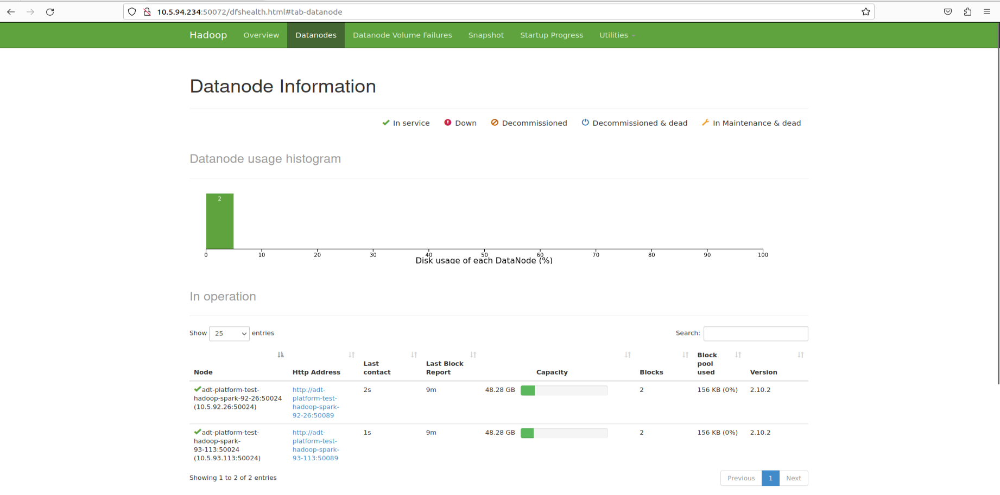 10.5.94.234:50072/dfshealth.html#tab-datanode
Hadoop Overview Datanodes Datanode Volume Failures Snapshot Startup Progress Utilities
Datanode Information
In service Down Decommissioned Decommissioned & dead In Maintenance & dead
Datanode usage histogram
2
0 10 20 30 40 50 60 70 80 90 100
Disk usage of each DataNode (%)
In operation
Show 25 entries Search:
Node Http Address Last contact Last Block Report Capacity Blocks Block pool used Version
adt-platform-test- http://adt- 2s 9m 48.28 GB 2 156 KB (0%) 2.10.2
hadoop-spark-92-26:50024 platform-test-
(10.5.92.26:50024) hadoop-spark-
92-26:50089
adt-platform-test- http://adt- 1s 9m 48.28 GB 2 156 KB (0%) 2.10.2
hadoop-spark- platform-test-
93-113:50024 hadoop-spark-
(10.5.93.113:50024) 93-113:50089
Showing 1 to 2 of 2 entries Previous 1 Next